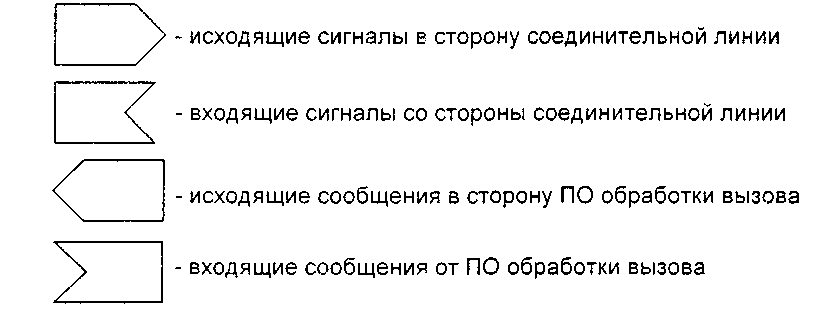 - исходящие сигналы в сторону соединительной линии
- входящие сигналы со стороны соединительной линии
- исходящие сообщения в сторону ПО обработки вызова
- входящие сообщения от ПО обработки вызова